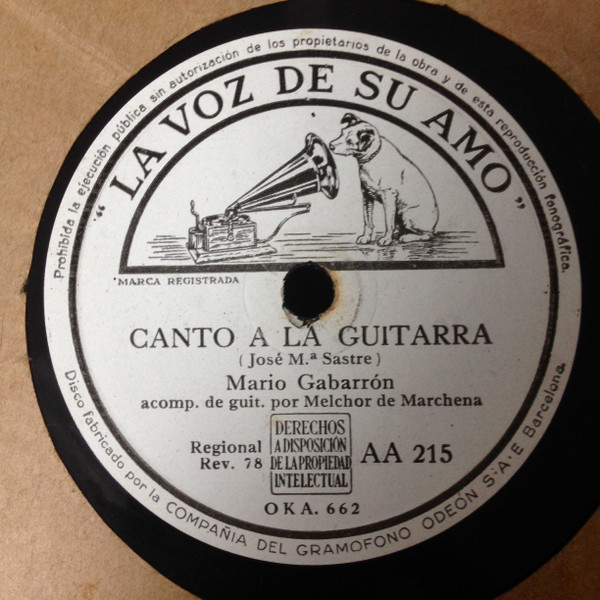 Prohibida la ejecución pública sin autorización de los propietarios de la obra y de esta reproducción fonográfica.
"LA VOZ DE SU AMO"
"MARCA REGISTRADA
CANTO A LA GUITARRA
(José M.ª Sastre)
Mario Gabarrón
acomp. de guit. por Melchor de Marchena
Regional
Rev. 78
DERECHOS
A DISPOSICIÓN
DE LA PROPIEDAD
INTELECTUAL
AA 215
OKA. 662
Disco fabricado por la COMPAÑIA DEL GRAMOFONO ODEÓN S.A.E Barcelona.